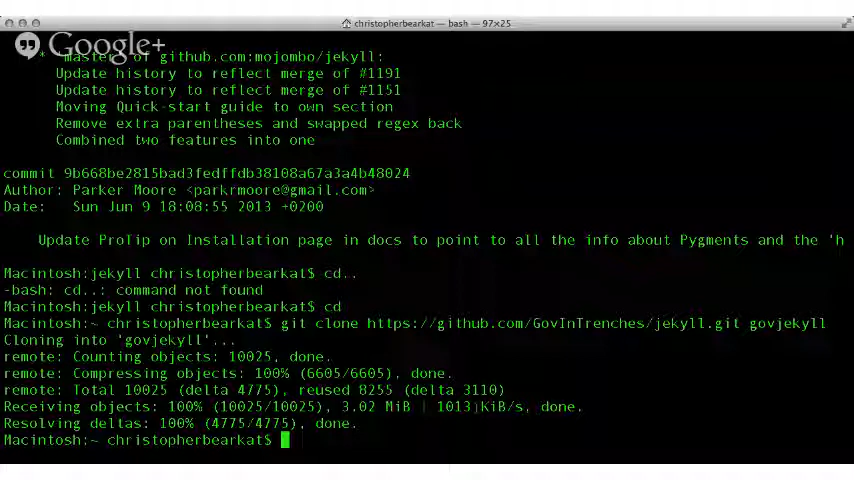 christopherbearkat — bash — 97×25
Google+
* master of github.com:mojombo/jekyll:
Update history to reflect merge of #1191
Update history to reflect merge of #1151
Moving Quick-start guide to own section
Remove extra parentheses and swapped regex back
Combined two features into one
commit 9b668be2815bad3fedffdb38108a67a3a4b48024
Author: Parker Moore <parkrmoore@gmail.com>
Date: Sun Jun 9 18:08:55 2013 +0200
Update ProTip on Installation page in docs to point to all the info about Pygments and the 'h
Macintosh:jekyll christopherbearkat$ cd..
-bash: cd..: command not found
Macintosh:jekyll christopherbearkat$ cd
Macintosh:~ christopherbearkat$ git clone https://github.com/GovInTrenches/jekyll.git govjekyll
Cloning into 'govjekyll'...
remote: Counting objects: 10025, done.
remote: Compressing objects: 100% (6605/6605), done.
remote: Total 10025 (delta 4775), reused 8255 (delta 3110)
Receiving objects: 100% (10025/10025), 3.02 MiB | 1013 KiB/s, done.
Resolving deltas: 100% (4775/4775), done.
Macintosh:~ christopherbearkat$